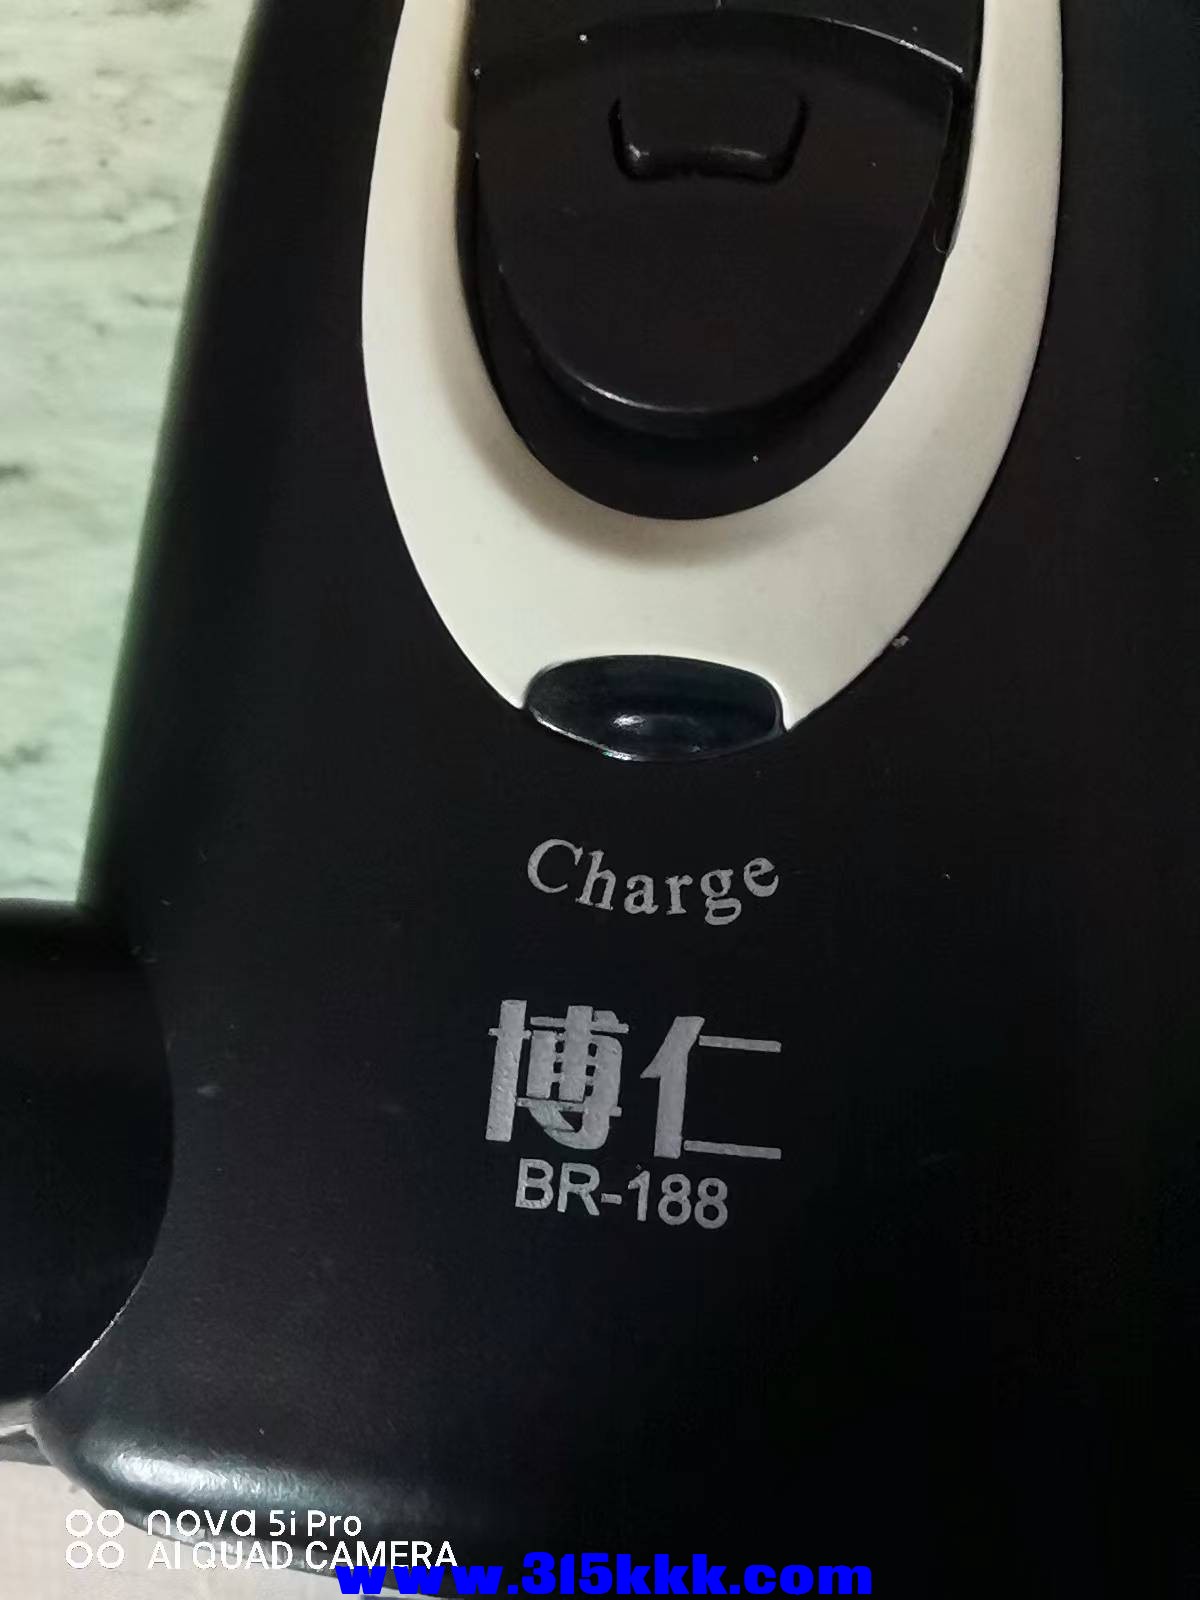 Charge
博仁
BR-188
nova 5i Pro
AI QUAD CAMERA
www.315kkk.com